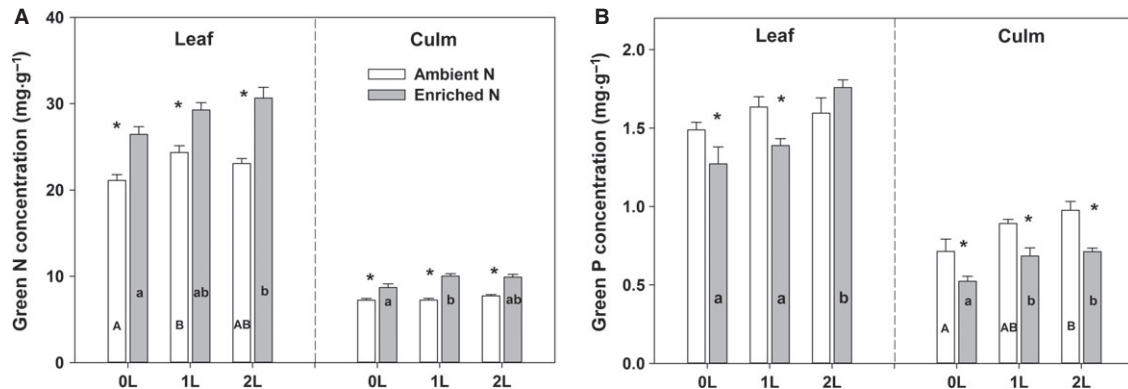 A
Green N concentration (mg·g⁻¹)
40
30
20
10
0
Leaf
Culm
Ambient N
Enriched N
* * *
* * *
a ab b
A B AB
a b ab
0L 1L 2L 0L 1L 2L
B
Green P concentration (mg·g⁻¹)
2.0
1.5
1.0
0.5
0.0
Leaf
Culm
* *
* * *
a a b
a b b
A AB B
0L 1L 2L 0L 1L 2L